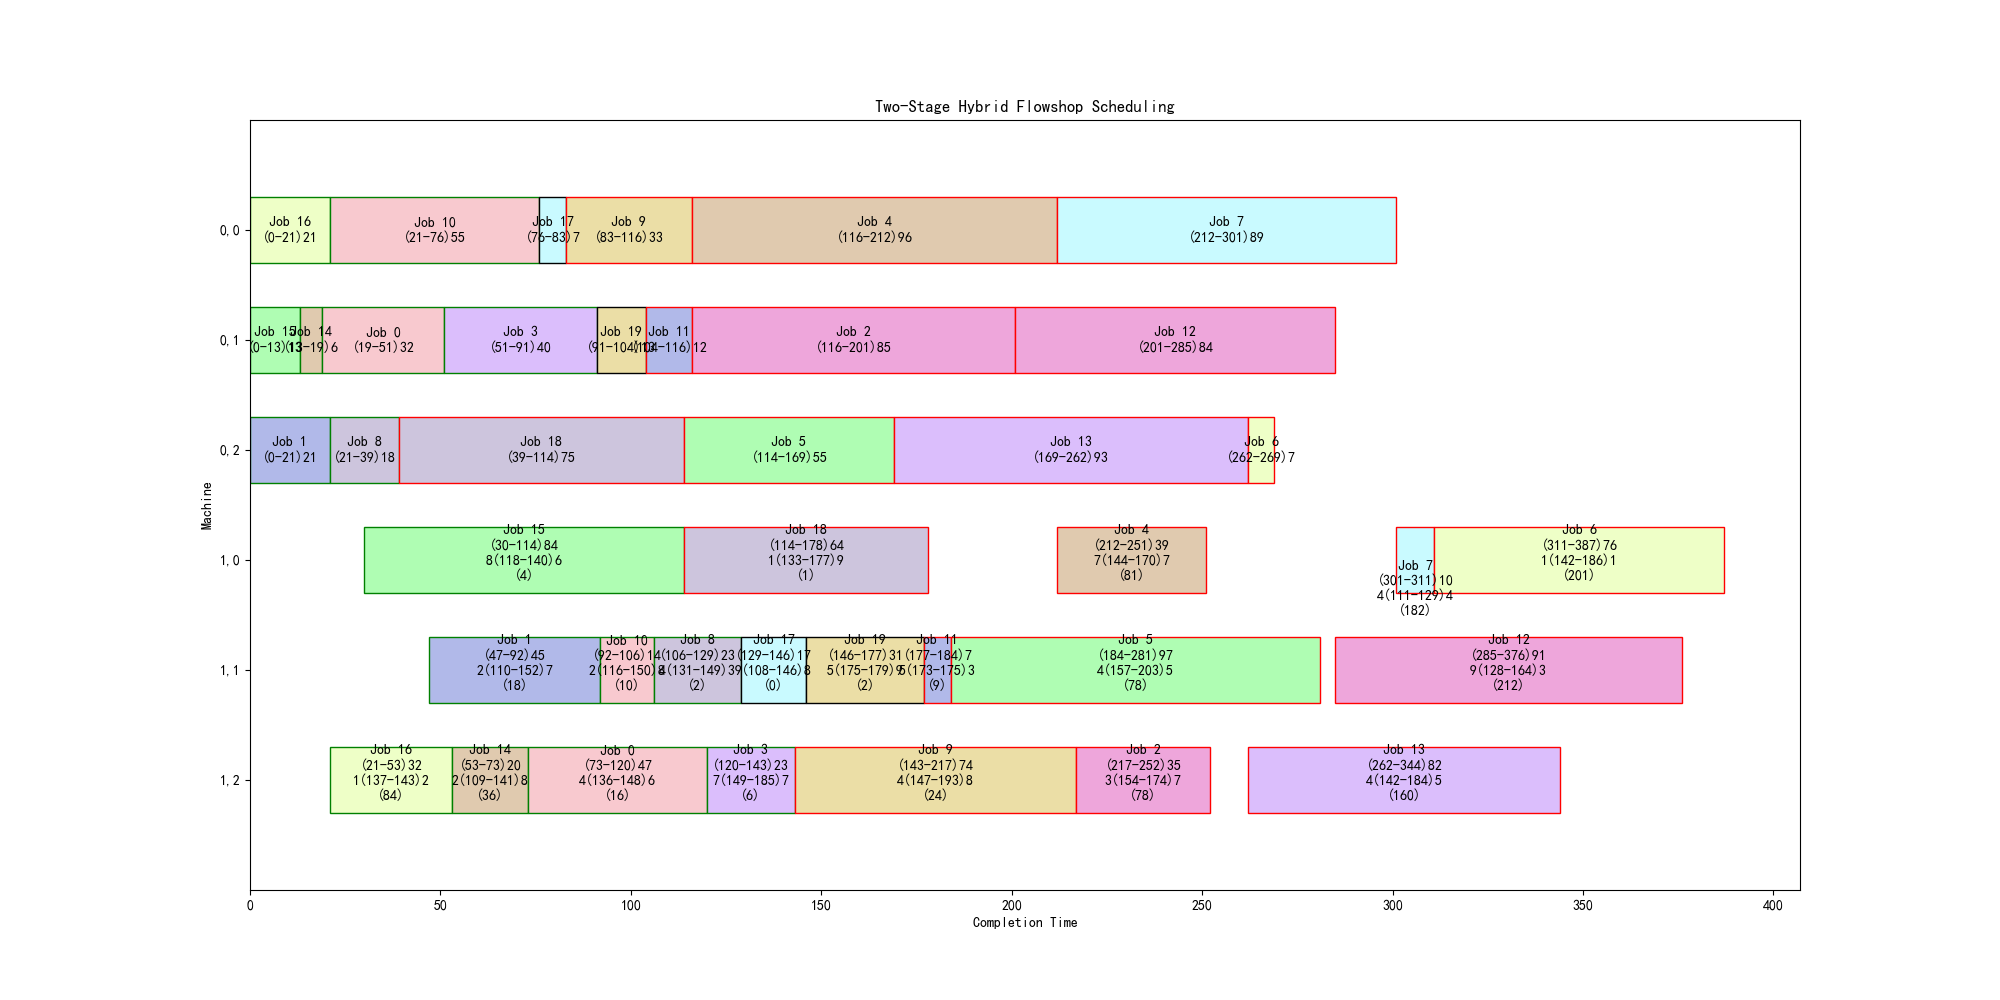 Two-Stage Hybrid Flowshop Scheduling
0,0
Job 16
(0-21)21
Job 10
(21-76)55
Job 17
(76-83)7
Job 9
(83-116)33
Job 4
(116-212)96
Job 7
(212-301)89
0,1
Job 15
(0-13)13
Job 14
(13-19)6
Job 0
(19-51)32
Job 3
(51-91)40
Job 19
(91-104)13
Job 11
(104-116)12
Job 2
(116-201)85
Job 12
(201-285)84
0,2
Job 1
(0-21)21
Job 8
(21-39)18
Job 18
(39-114)75
Job 5
(114-169)55
Job 13
(169-262)93
Job 6
(262-269)7
Machine
1,0
Job 15
(30-114)84
8(118-140)6
(4)
Job 18
(114-178)64
1(133-177)9
(1)
Job 4
(212-251)39
7(144-170)7
(81)
Job 7
(301-311)10
4(111-129)4
(182)
Job 6
(311-387)76
1(142-186)1
(201)
1,1
Job 1
(47-92)45
2(110-152)7
(18)
Job 10
(92-106)14
2(116-150)8
(10)
Job 8
(106-129)23
4(131-149)3
(2)
Job 17
(129-146)17
9(108-146)8
(0)
Job 19
(146-177)31
5(175-179)9
(2)
Job 11
(177-184)7
5(173-175)3
(9)
Job 5
(184-281)97
4(157-203)5
(78)
Job 12
(285-376)91
9(128-164)3
(212)
1,2
Job 16
(21-53)32
1(137-143)2
(84)
Job 14
(53-73)20
2(109-141)8
(36)
Job 0
(73-120)47
4(136-148)6
(16)
Job 3
(120-143)23
7(149-185)7
(6)
Job 9
(143-217)74
4(147-193)8
(24)
Job 2
(217-252)35
3(154-174)7
(78)
Job 13
(262-344)82
4(142-184)5
(160)
0
50
100
150
200
250
300
350
400
Completion Time